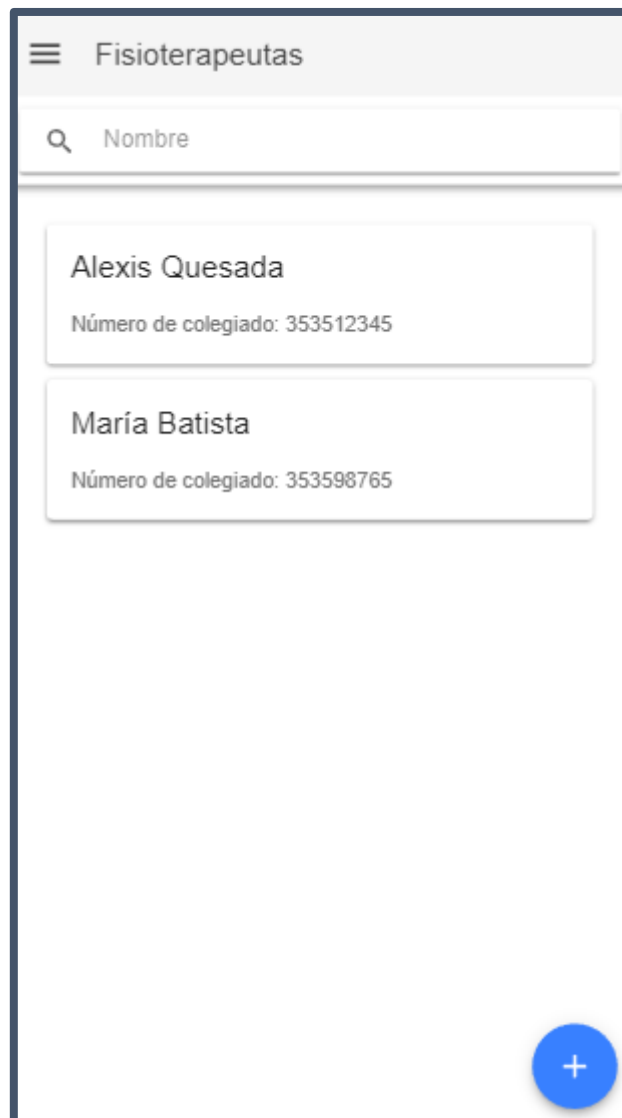 Fisioterapeutas
Nombre
Alexis Quesada
Número de colegiado: 353512345
María Batista
Número de colegiado: 353598765
+